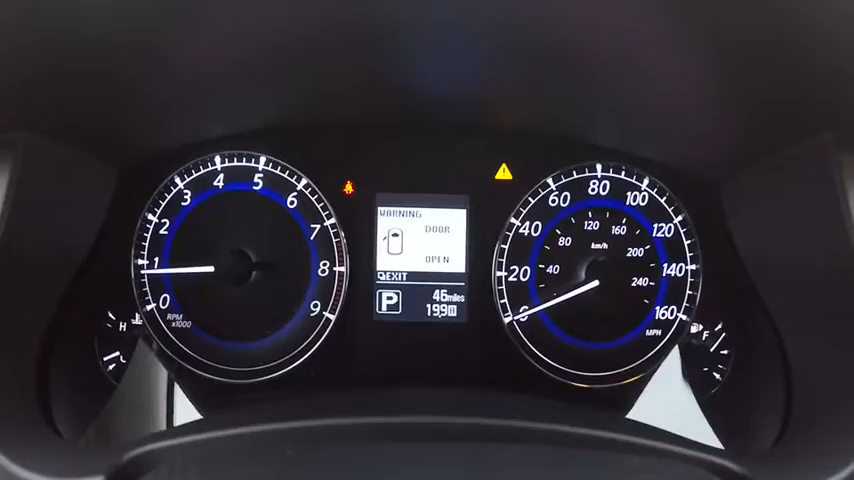 0 1 2 3 4 5 6 7 8 9
RPM
x1000
H
C
WARNING
DOOR
OPEN
EXIT
P
46miles
0 20 40 60 80 100 120 140 160
40 80 120 160 200 240
km/h
MPH
F